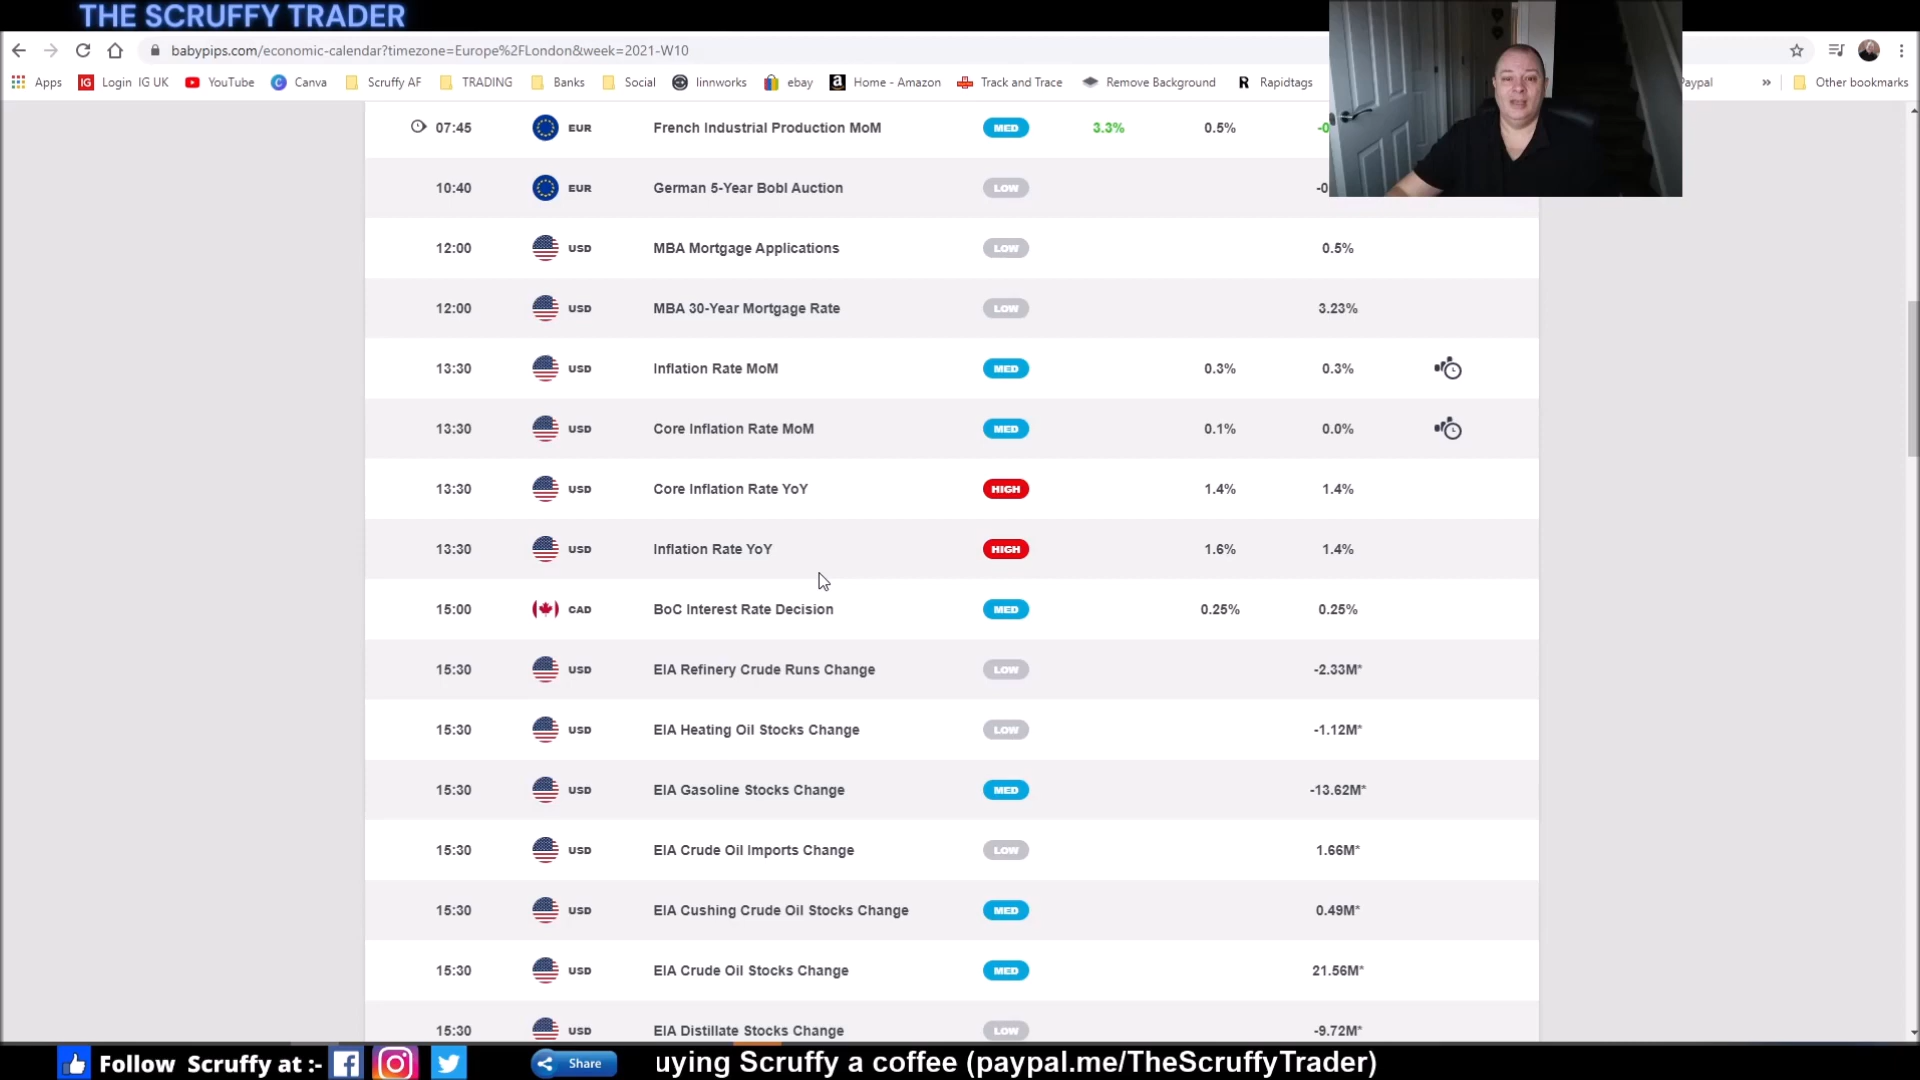 THE SCRUFFY TRADER
babypips.com/economic-calendar?timezone=Europe%2FLondon&week=2021-W10
Apps IG Login IG UK YouTube Canva Scruffy AF TRADING Banks Social linnworks ebay Home - Amazon Track and Trace Remove Background R Rapidtags Paypal » Other bookmarks
07:45 EUR French Industrial Production MoM MED 3.3% 0.5% -0
10:40 EUR German 5-Year Bobl Auction LOW -0
12:00 USD MBA Mortgage Applications LOW 0.5%
12:00 USD MBA 30-Year Mortgage Rate LOW 3.23%
13:30 USD Inflation Rate MoM MED 0.3% 0.3%
13:30 USD Core Inflation Rate MoM MED 0.1% 0.0%
13:30 USD Core Inflation Rate YoY HIGH 1.4% 1.4%
13:30 USD Inflation Rate YoY HIGH 1.6% 1.4%
15:00 CAD BoC Interest Rate Decision MED 0.25% 0.25%
15:30 USD EIA Refinery Crude Runs Change LOW -2.33M*
15:30 USD EIA Heating Oil Stocks Change LOW -1.12M*
15:30 USD EIA Gasoline Stocks Change MED -13.62M*
15:30 USD EIA Crude Oil Imports Change LOW 1.66M*
15:30 USD EIA Cushing Crude Oil Stocks Change MED 0.49M*
15:30 USD EIA Crude Oil Stocks Change MED 21.56M*
15:30 USD EIA Distillate Stocks Change LOW -9.72M*
Follow Scruffy at :- Share uying Scruffy a coffee (paypal.me/TheScruffyTrader)